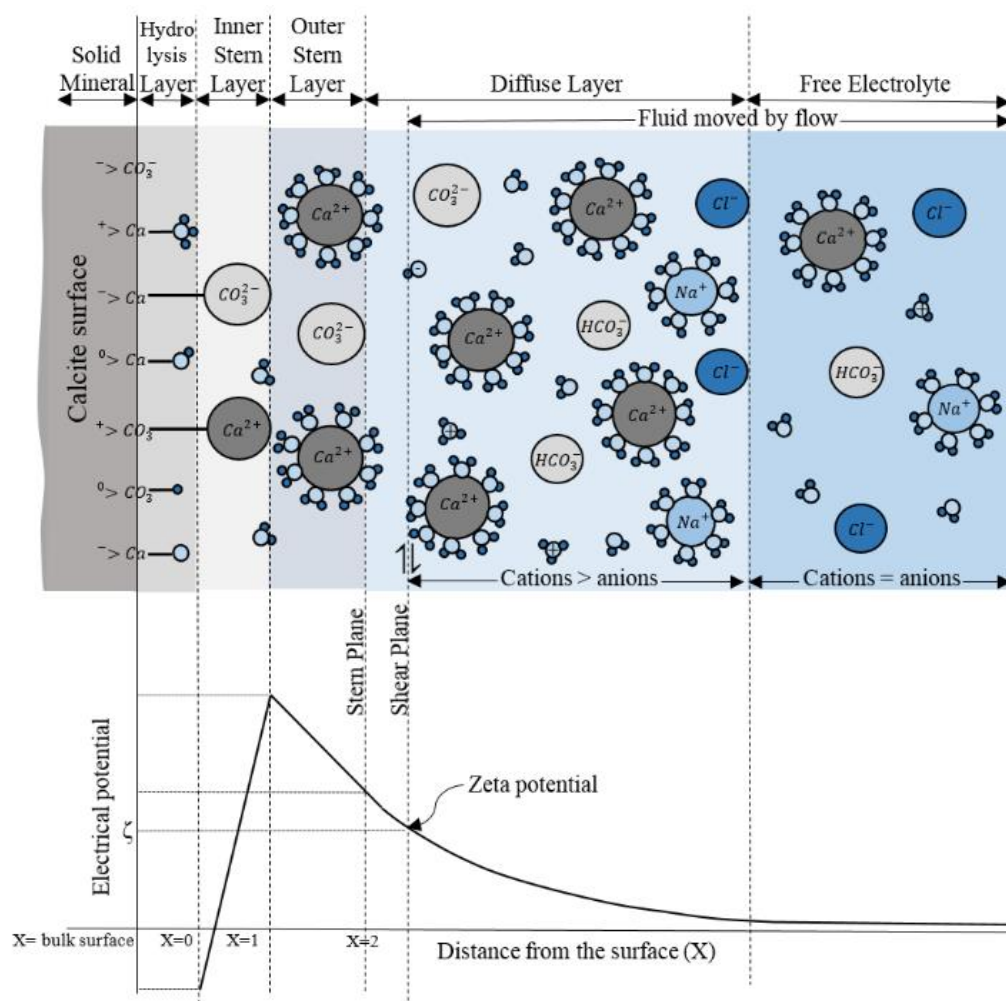 Solid
Mineral
Hydro
lysis
Layer
Inner
Stern
Layer
Outer
Stern
Layer
Diffuse Layer
Free Electrolyte
Fluid moved by flow
Calcite surface
⁻> CO₃⁻
⁺> Ca
⁻> Ca
⁰> Ca
⁺> CO₃
⁰> CO₃
⁻> Ca
CO₃²⁻
Ca²⁺
Ca²⁺
CO₃²⁻
Ca²⁺
CO₃²⁻
Ca²⁺
Cl⁻
-
Na⁺
Ca²⁺
HCO₃⁻
Cl⁻
Ca²⁺
+
HCO₃⁻
Ca²⁺
Na⁺
+
Ca²⁺
Cl⁻
+
HCO₃⁻
Na⁺
Cl⁻
Cations > anions
Cations = anions
Stern Plane
Shear Plane
Electrical potential
ζ
Zeta potential
X= bulk surface
X=0
X=1
X=2
Distance from the surface (X)